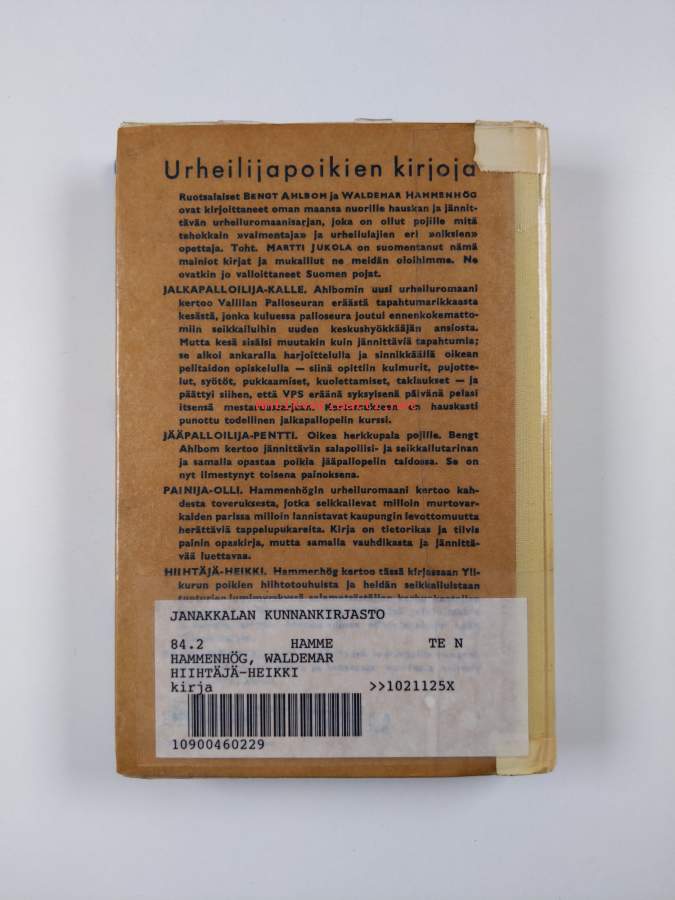 Urheilijapoikien kirjoja
Ruotsalaiset BENGT AHLBOM ja WALDEMAR HAMMENHÖG
ovat kirjoittaneet oman maansa nuorille hauskan ja jännit-
tävän urheiluromaanisarjan, joka on ollut pojille mitä
tehokkain »valmentaja» ja urheilulajien eri »niksien»
opettaja. Toht. MARTTI JUKOLA on suomentanut nämä
mainiot kirjat ja mukaillut ne meidän oloihimme. Ne
ovatkin jo valloittaneet Suomen pojat.
JALKAPALLOILIJA-KALLE. Ahlbomin uusi urheiluromaani
kertoo Vallilan Palloseuran eräästä tapahtumarikkaasta
kesästä, jonka kuluessa palloseura joutui ennenkokematto-
miin seikkailuihin uuden keskushyökkääjän ansiosta.
Mutta kesä sisälsi muutakin kuin jännittäviä tapahtumia;
se alkoi ankaralla harjoittelulla ja sinnikkäällä oikean
pelitaidon opiskelulla — siinä opittiin kulmurit, pujotte-
lut, syötöt, pukkaamiset, kuolettamiset, taklaukset — ja
päättyi siihen, että VPS eräänä syksyisenä päivänä pelasi
itsensä
punottu todellinen jalkapallopelin kurssi.
JÄÄPALLOILIJA-PENTTI. Oikea herkkupala pojille. Bengt
Ahlbom kertoo jännittävän salapoliisi- ja seikkailutarinan
ja samalla opastaa poikia jääpallopelin taidossa. Se on
nyt ilmestynyt toisena painoksena.
PAINIJA-OLLI. Hammenhögin urheiluromaani kertoo kah-
desta toveruksesta, jotka seikkailevat milloin murtovar-
kaiden parissa milloin lannistavat kaupungin levottomuutta
herättäviä tappelupukareita. Kirja on tietorikas ja tiivis
painin opaskirja, mutta samalla vauhdikasta ja jännittä-
vää luettavaa.
HIIHTÄJÄ-HEIKKI. Hammenhög kertoo tässä kirjassaan Yli-
kurun poikien hiihtotouhuista ja heidän seikkailuistaan
JANAKKALAN KUNNANKIRJASTO
84.2 HAMME TE N
HAMMENHÖG, WALDEMAR
HIIHTÄJÄ-HEIKKI
kirja >>1021125X
10900460229